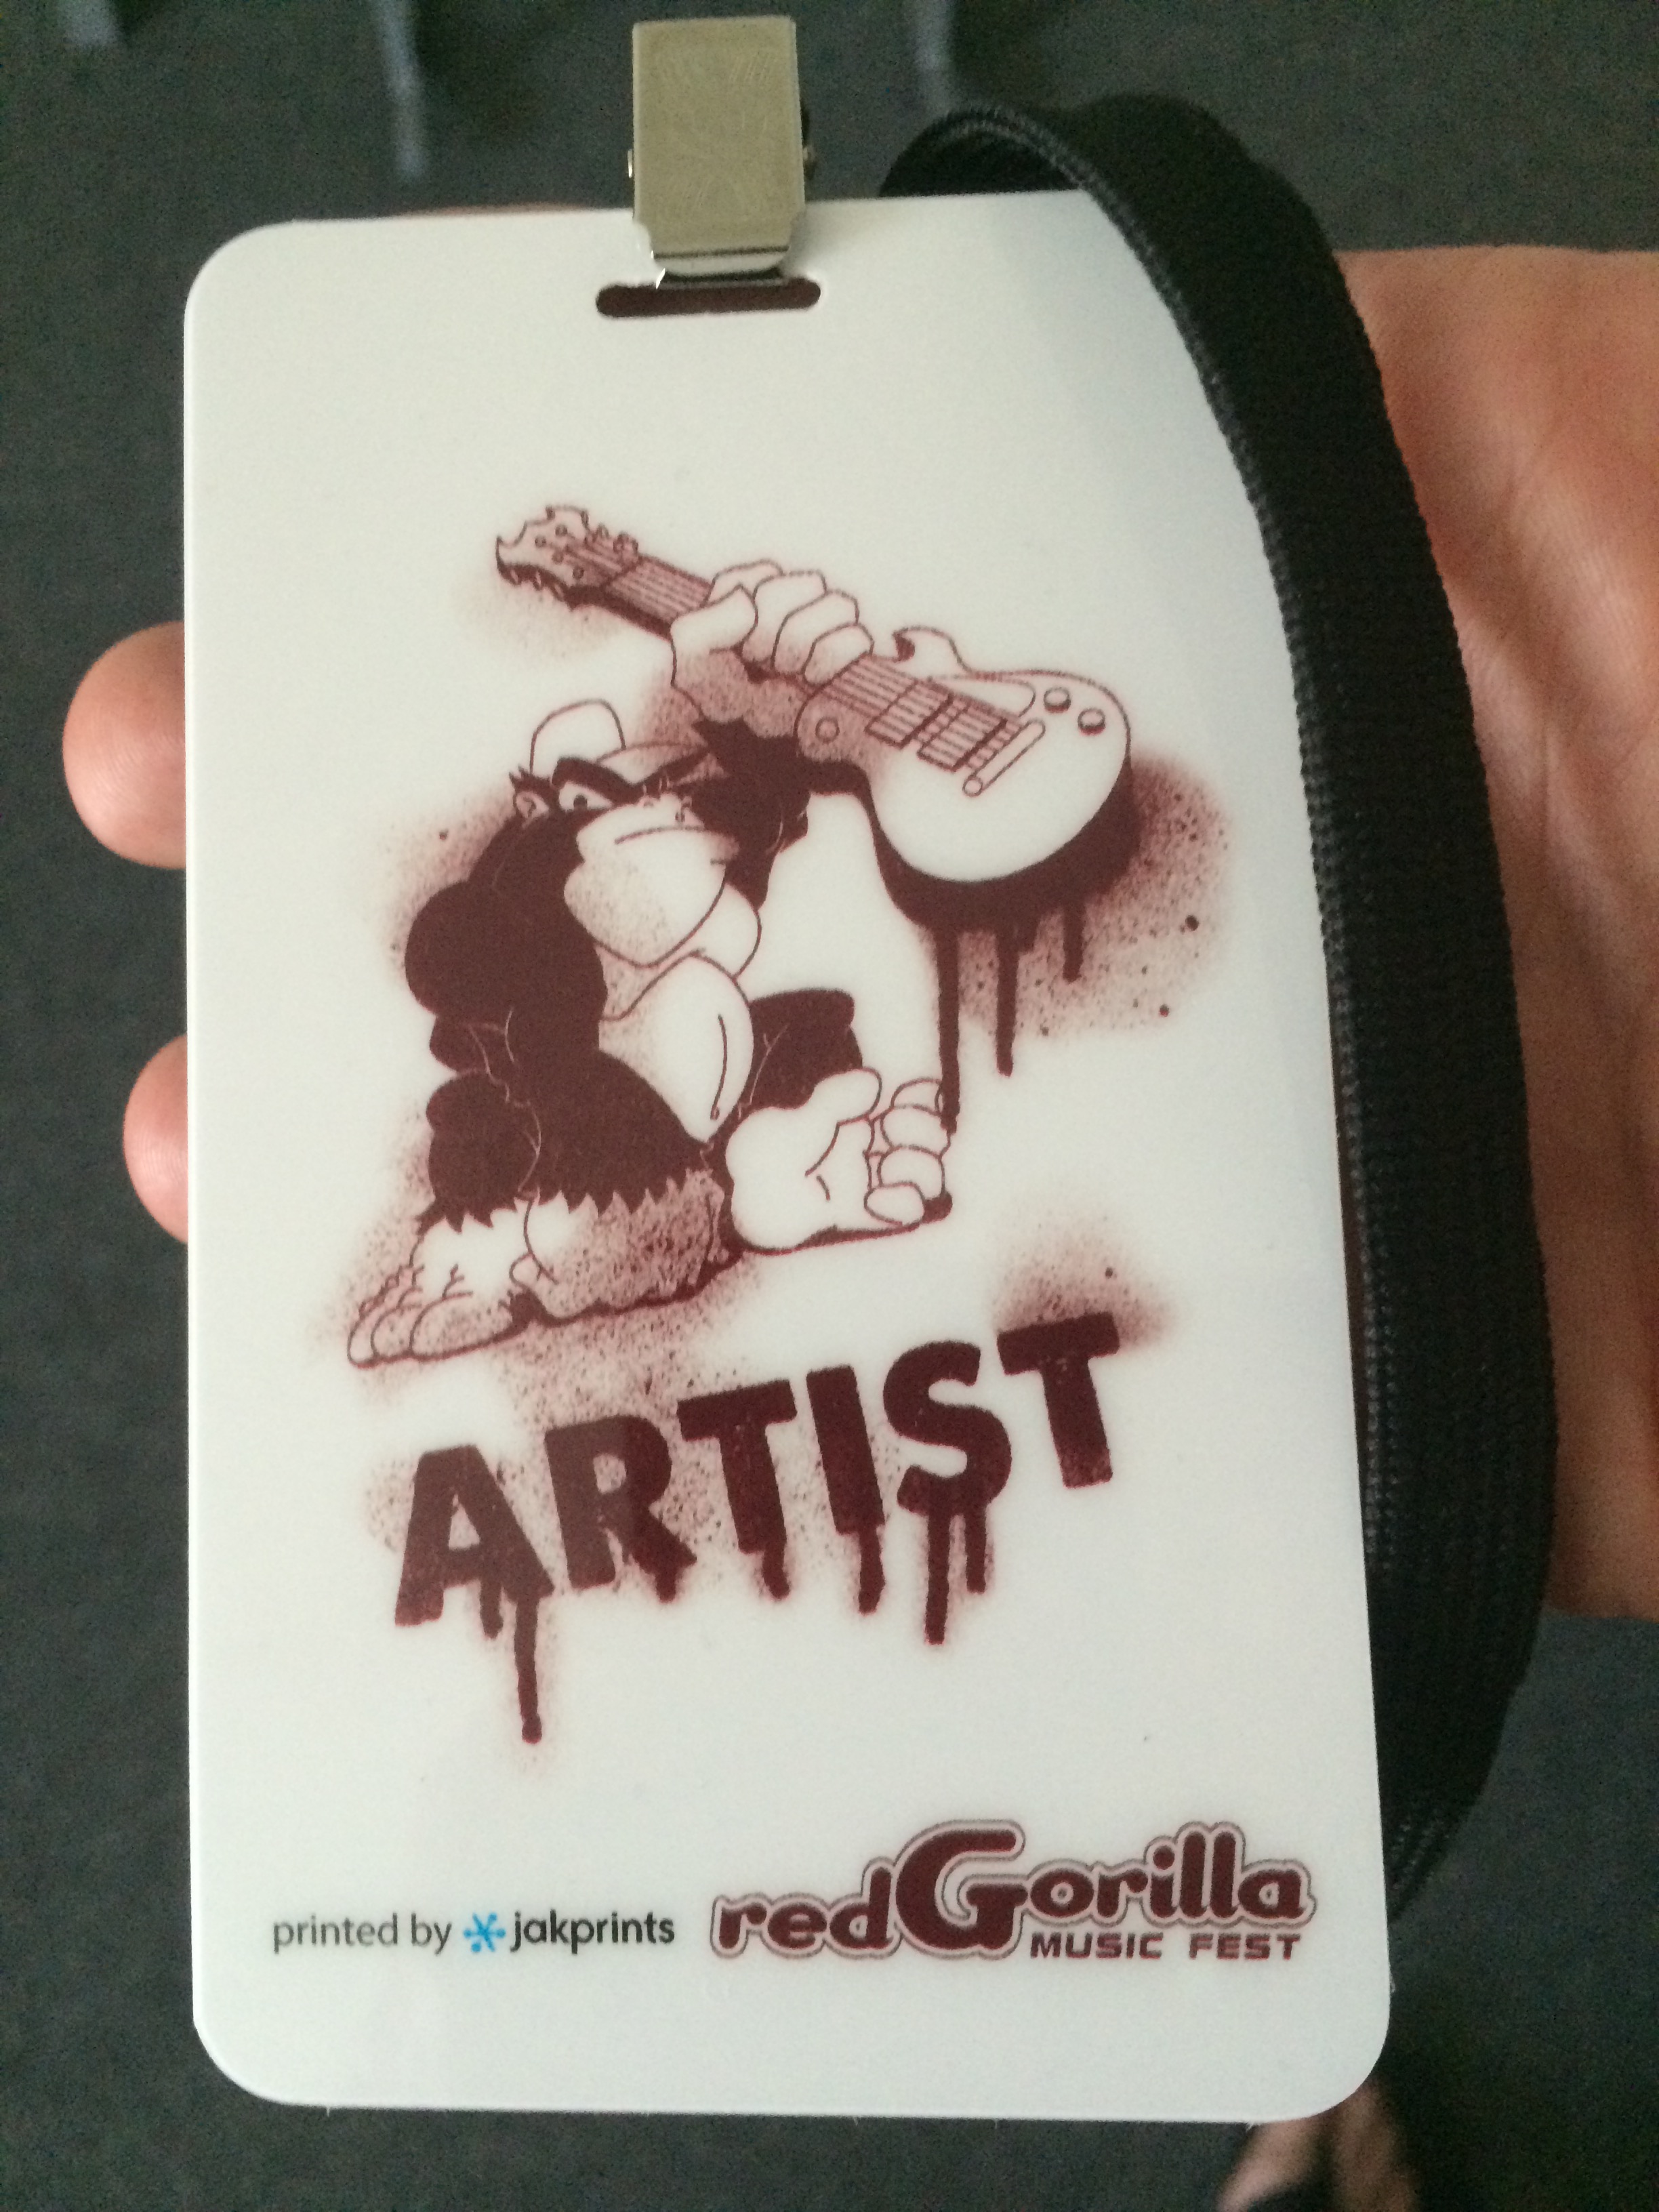 ARTIST
printed by jakprints
redGorilla
MUSIC FEST